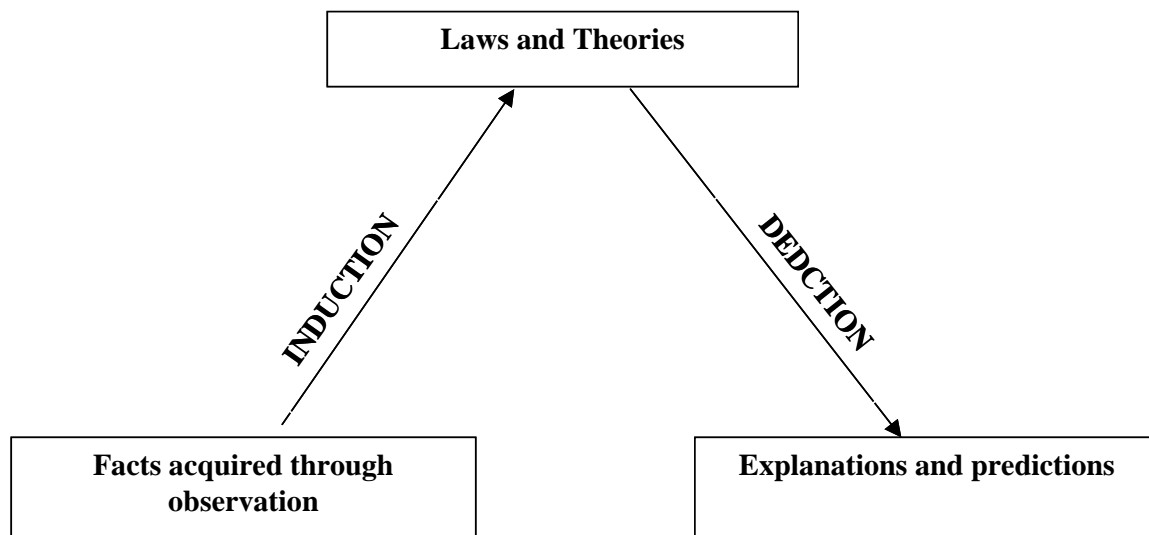 Laws and Theories
INDUCTION
DEDCTION
Facts acquired through
observation
Explanations and predictions